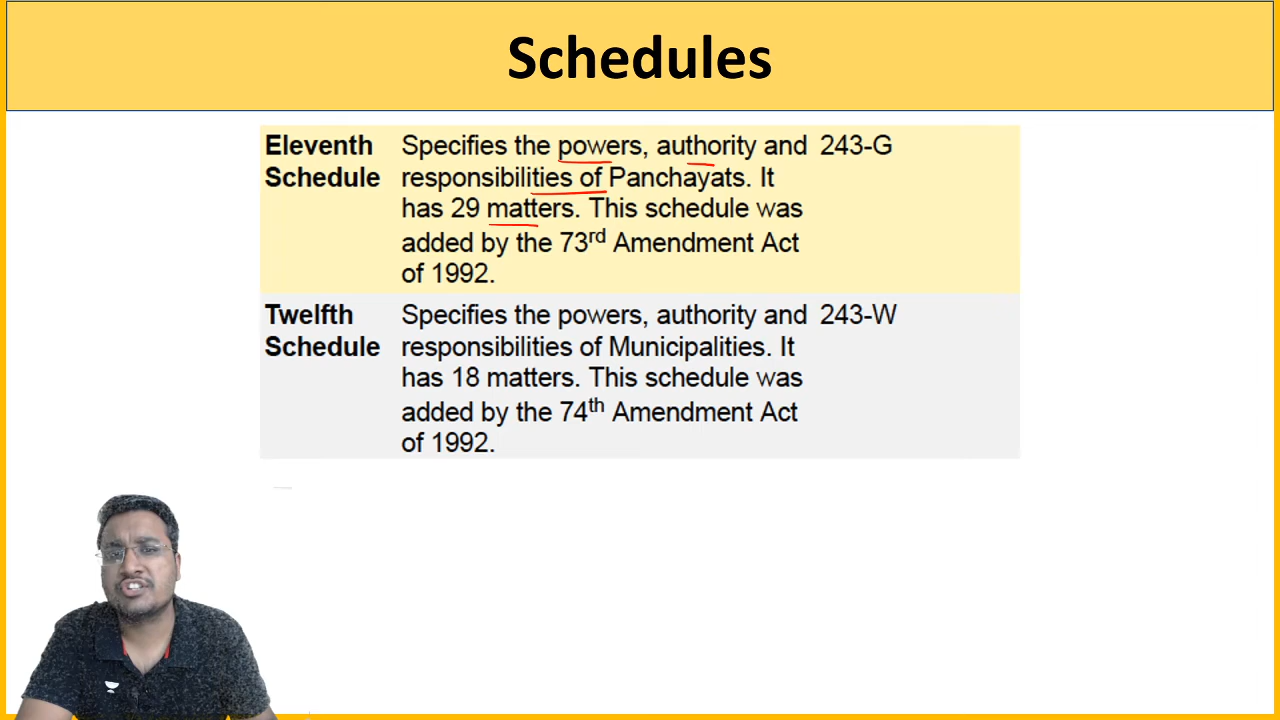 Schedules
Eleventh Specifies the powers, authority and 243-G
Schedule responsibilities of Panchayats. It
has 29 matters. This schedule was
added by the 73rd Amendment Act
of 1992.
Twelfth Specifies the powers, authority and 243-W
Schedule responsibilities of Municipalities. It
has 18 matters. This schedule was
added by the 74th Amendment Act
of 1992.